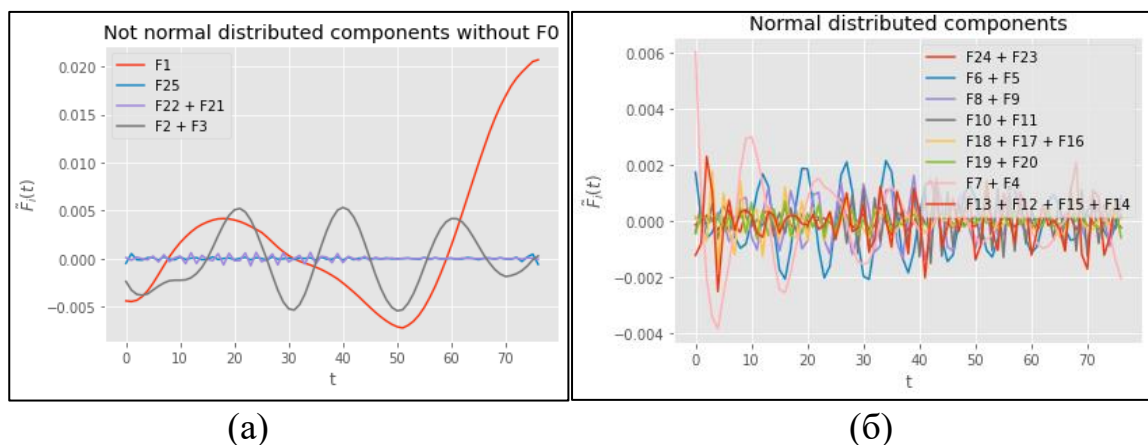 Not normal distributed components without F0
F1
F25
F22 + F21
F2 + F3
0.020
0.015
0.010
0.005
0.000
−0.005
F̃ᵢ(t)
0 10 20 30 40 50 60 70
t
(а)
Normal distributed components
F24 + F23
F6 + F5
F8 + F9
F10 + F11
F18 + F17 + F16
F19 + F20
F7 + F4
F13 + F12 + F15 + F14
0.006
0.004
0.002
0.000
−0.002
−0.004
F̃ᵢ(t)
0 10 20 30 40 50 60 70
t
(б)